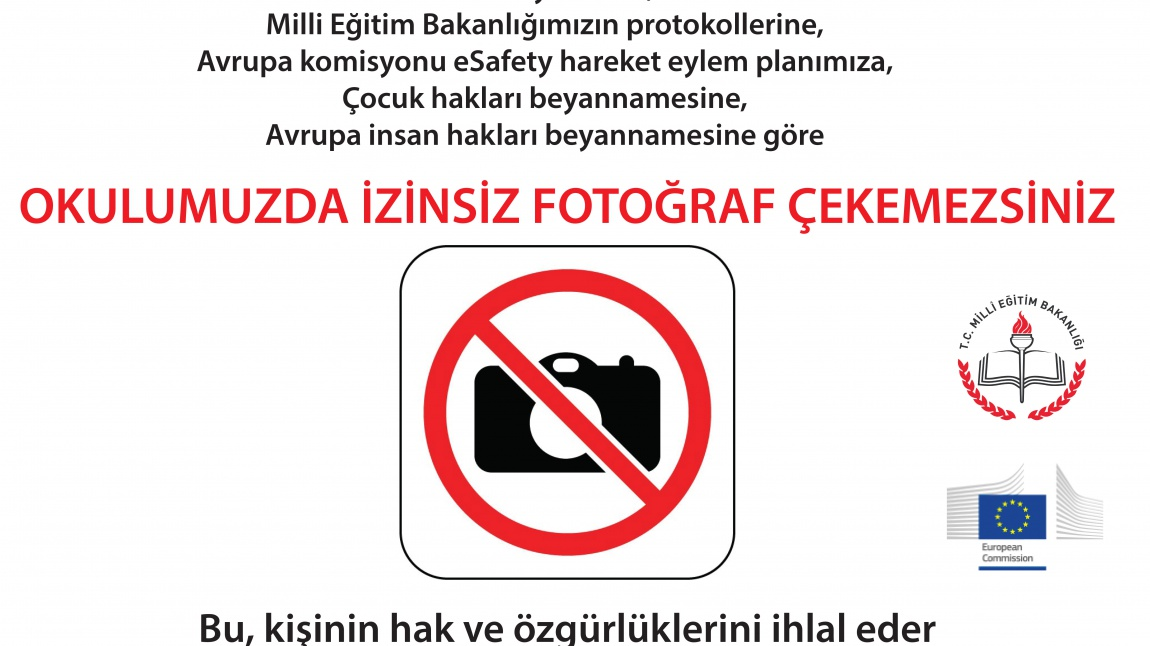 Milli Eğitim Bakanlığımızın protokollerine,
Avrupa komisyonu eSafety hareket eylem planımıza,
Çocuk hakları beyannamesine,
Avrupa insan hakları beyannamesine göre
OKULUMUZDA İZİNSİZ FOTOĞRAF ÇEKEMEZSİNİZ
T.C. MİLLİ EĞİTİM BAKANLIĞI
European
Commission
Bu, kişinin hak ve özgürlüklerini ihlal eder